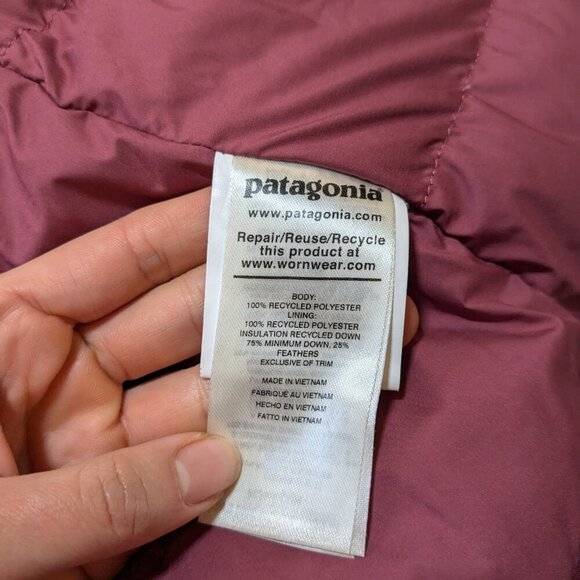 patagonia
www.patagonia.com
Repair/Reuse/Recycle
this product at
www.wornwear.com
BODY:
100% RECYCLED POLYESTER
LINING:
100% RECYCLED POLYESTER
INSULATION RECYCLED DOWN
75% MINIMUM DOWN, 25%
FEATHERS
EXCLUSIVE OF TRIM
MADE IN VIETNAM
FABRIQUÉ AU VIETNAM
HECHO EN VIETNAM
FATTO IN VIETNAM